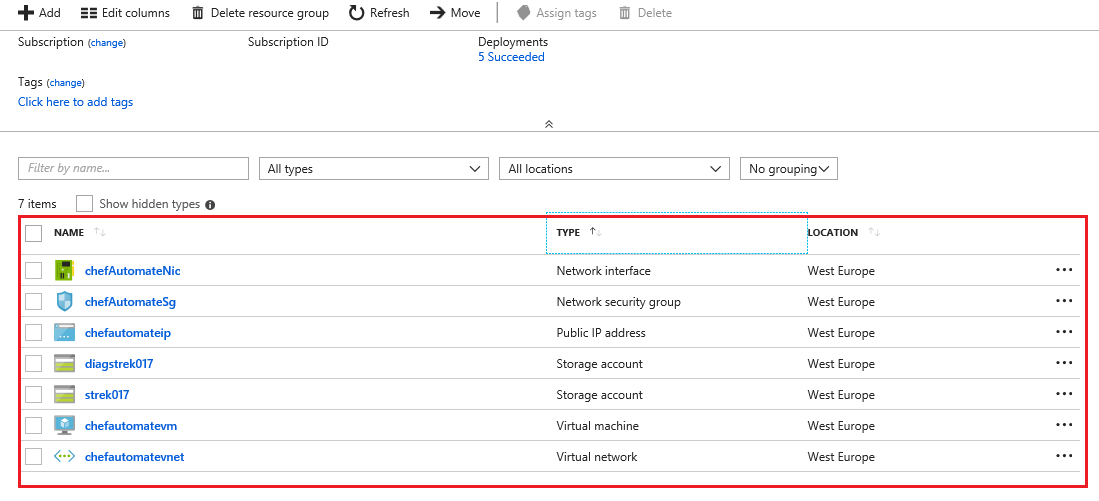 Add Edit columns Delete resource group Refresh Move Assign tags Delete
Subscription (change) Subscription ID Deployments
5 Succeeded
Tags (change)
Click here to add tags
Filter by name... All types All locations No grouping
7 items Show hidden types
NAME TYPE LOCATION
chefAutomateNic Network interface West Europe
chefAutomateSg Network security group West Europe
chefautomateip Public IP address West Europe
diagstrek017 Storage account West Europe
strek017 Storage account West Europe
chefautomatevm Virtual machine West Europe
chefautomatevnet Virtual network West Europe